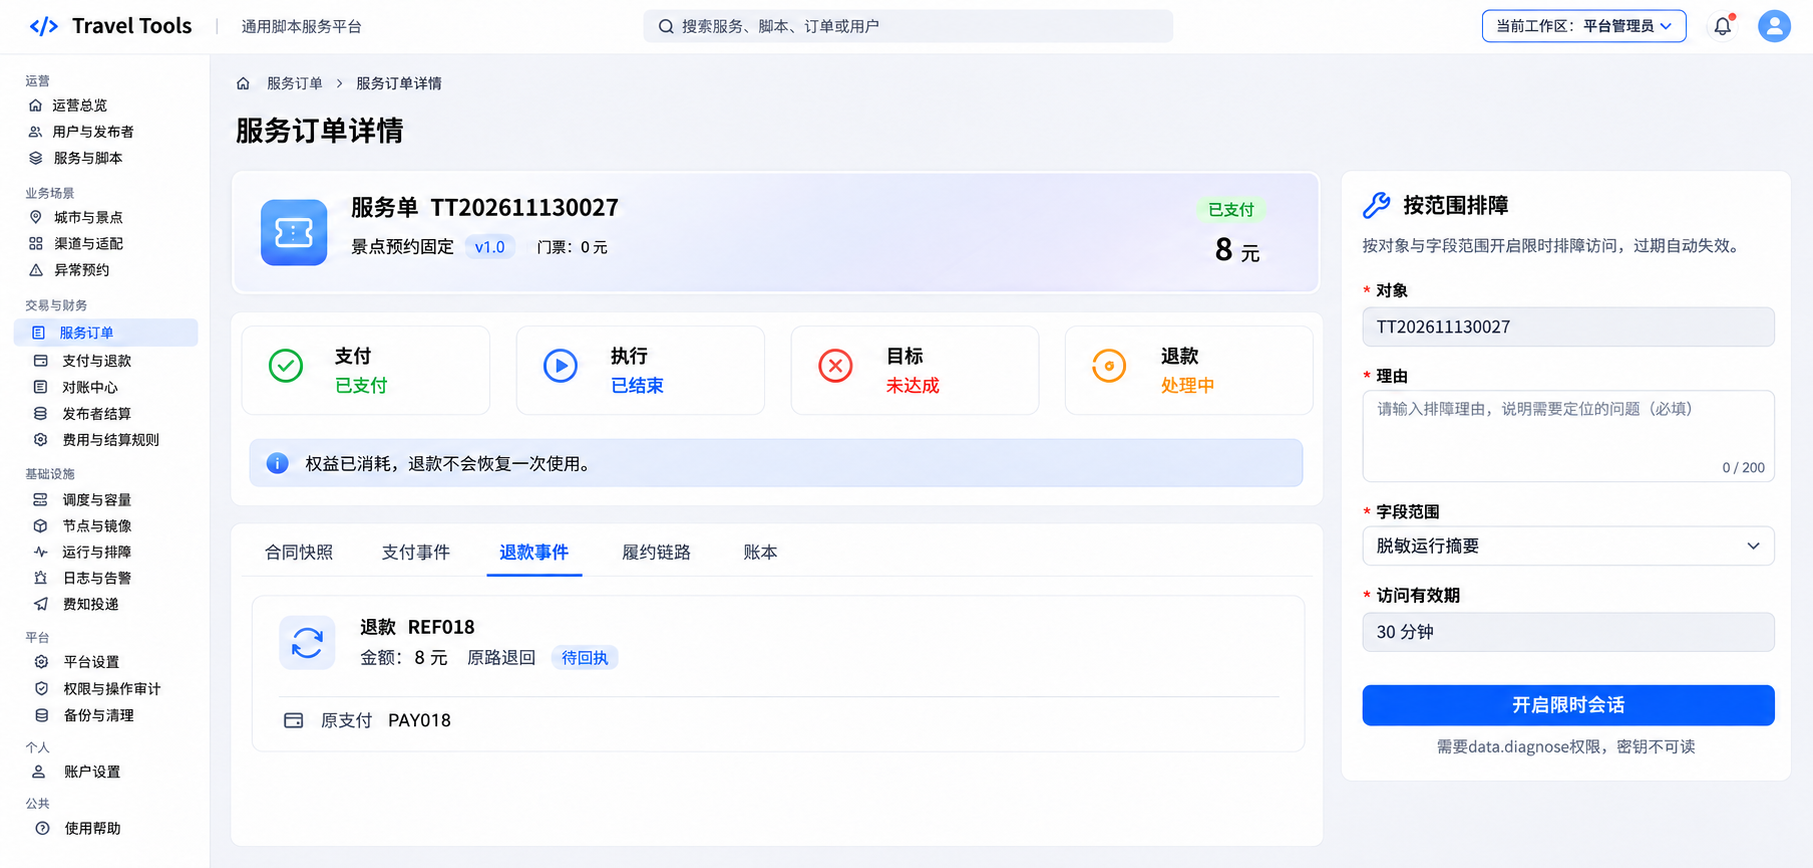 </> Travel Tools | 通用脚本服务平台
搜索服务、脚本、订单或用户
当前工作区：平台管理员
运营
运营总览
用户与发布者
服务与脚本
业务场景
城市与景点
渠道与适配
异常预约
交易与财务
服务订单
支付与退款
对账中心
发布者结算
费用与结算规则
基础设施
调度与容量
节点与镜像
运行与排障
日志与告警
费知投递
平台
平台设置
权限与操作审计
备份与清理
个人
账户设置
公共
使用帮助
服务订单 > 服务订单详情
服务订单详情
服务单 TT202611130027
景点预约固定 v1.0 门票：0 元
已支付
8 元
支付
已支付
执行
已结束
目标
未达成
退款
处理中
权益已消耗，退款不会恢复一次使用。
合同快照 支付事件 退款事件 履约链路 账本
退款 REF018
金额：8 元 原路退回 待回执
原支付 PAY018
按范围排障
按对象与字段范围开启限时排障访问，过期自动失效。
* 对象
TT202611130027
* 理由
请输入排障理由，说明需要定位的问题（必填）
0 / 200
* 字段范围
脱敏运行摘要
* 访问有效期
30 分钟
开启限时会话
需要data.diagnose权限，密钥不可读